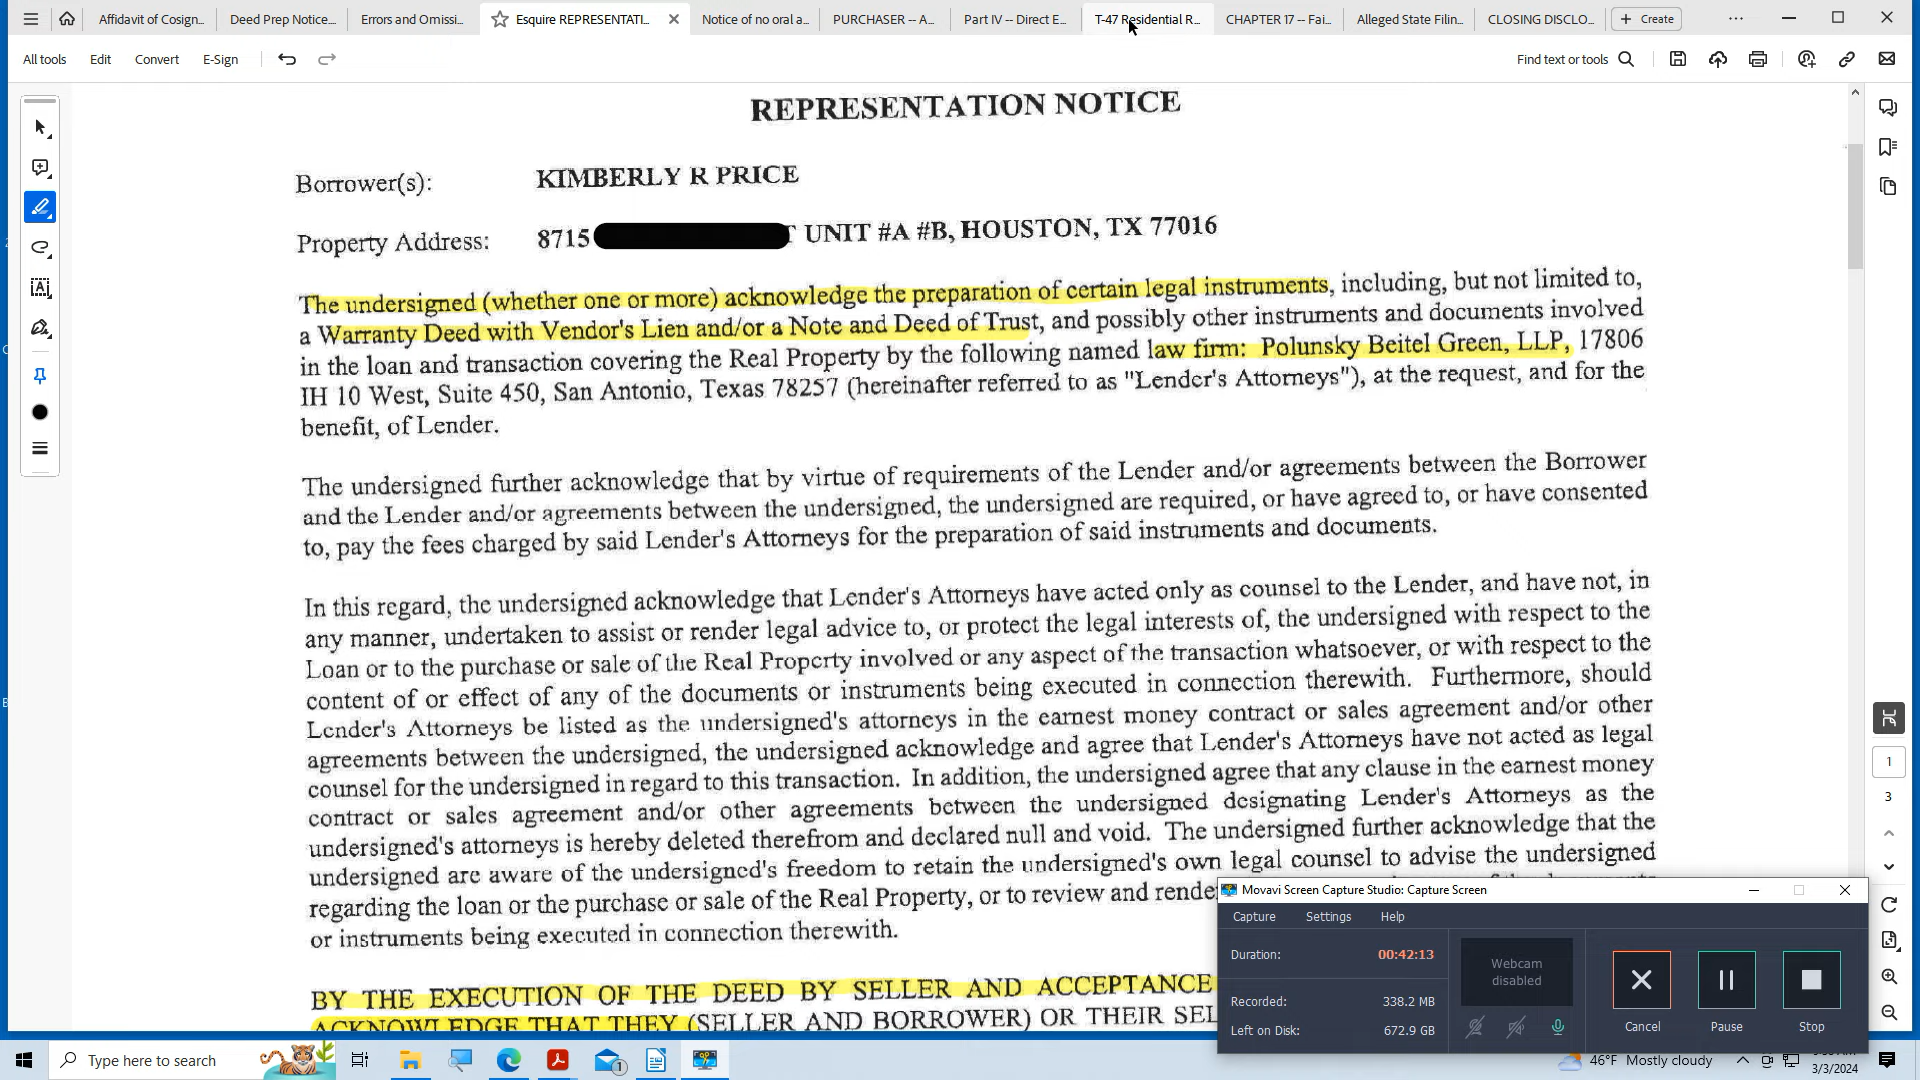 Affidavit of Cosign...
Deed Prep Notice....
Errors and Omissi...
Esquire REPRESENTATI...
Notice of no oral a...
PURCHASER -- A...
Part IV -- Direct E...
T-47 Residential R...
CHAPTER 17 -- Fai...
Alleged State Filin...
CLOSING DISCLO...
Create
All tools
Edit
Convert
E-Sign
Find text or tools
REPRESENTATION NOTICE
Borrower(s): KIMBERLY R PRICE
Property Address: 8715 UNIT #A #B, HOUSTON, TX 77016
The undersigned (whether one or more) acknowledge the preparation of certain legal instruments, including, but not limited to,
a Warranty Deed with Vendor's Lien and/or a Note and Deed of Trust, and possibly other instruments and documents involved
in the loan and transaction covering the Real Property by the following named law firm: Polunsky Beitel Green, LLP, 17806
IH 10 West, Suite 450, San Antonio, Texas 78257 (hereinafter referred to as "Lender's Attorneys"), at the request, and for the
benefit, of Lender.
The undersigned further acknowledge that by virtue of requirements of the Lender and/or agreements between the Borrower
and the Lender and/or agreements between the undersigned, the undersigned are required, or have agreed to, or have consented
to, pay the fees charged by said Lender's Attorneys for the preparation of said instruments and documents.
In this regard, the undersigned acknowledge that Lender's Attorneys have acted only as counsel to the Lender, and have not, in
any manner, undertaken to assist or render legal advice to, or protect the legal interests of, the undersigned with respect to the
Loan or to the purchase or sale of the Real Property involved or any aspect of the transaction whatsoever, or with respect to the
content of or effect of any of the documents or instruments being executed in connection therewith. Furthermore, should
Lender's Attorneys be listed as the undersigned's attorneys in the earnest money contract or sales agreement and/or other
agreements between the undersigned, the undersigned acknowledge and agree that Lender's Attorneys have not acted as legal
counsel for the undersigned in regard to this transaction. In addition, the undersigned agree that any clause in the earnest money
contract or sales agreement and/or other agreements between the undersigned designating Lender's Attorneys as the
undersigned's attorneys is hereby deleted therefrom and declared null and void. The undersigned further acknowledge that the
undersigned are aware of the undersigned's freedom to retain the undersigned's own legal counsel to advise the undersigned
regarding the loan or the purchase or sale of the Real Property, or to review and render
or instruments being executed in connection therewith.
BY THE EXECUTION OF THE DEED BY SELLER AND ACCEPTANCE
ACKNOWLEDGE THAT THEY (SELLER AND BORROWER) OR THEIR SEL
1
3
Movavi Screen Capture Studio: Capture Screen
Capture
Settings
Help
Duration: 00:42:13
Recorded: 338.2 MB
Left on Disk: 672.9 GB
Webcam
disabled
Cancel
Pause
Stop
Type here to search
1
46°F Mostly cloudy
3/3/2024